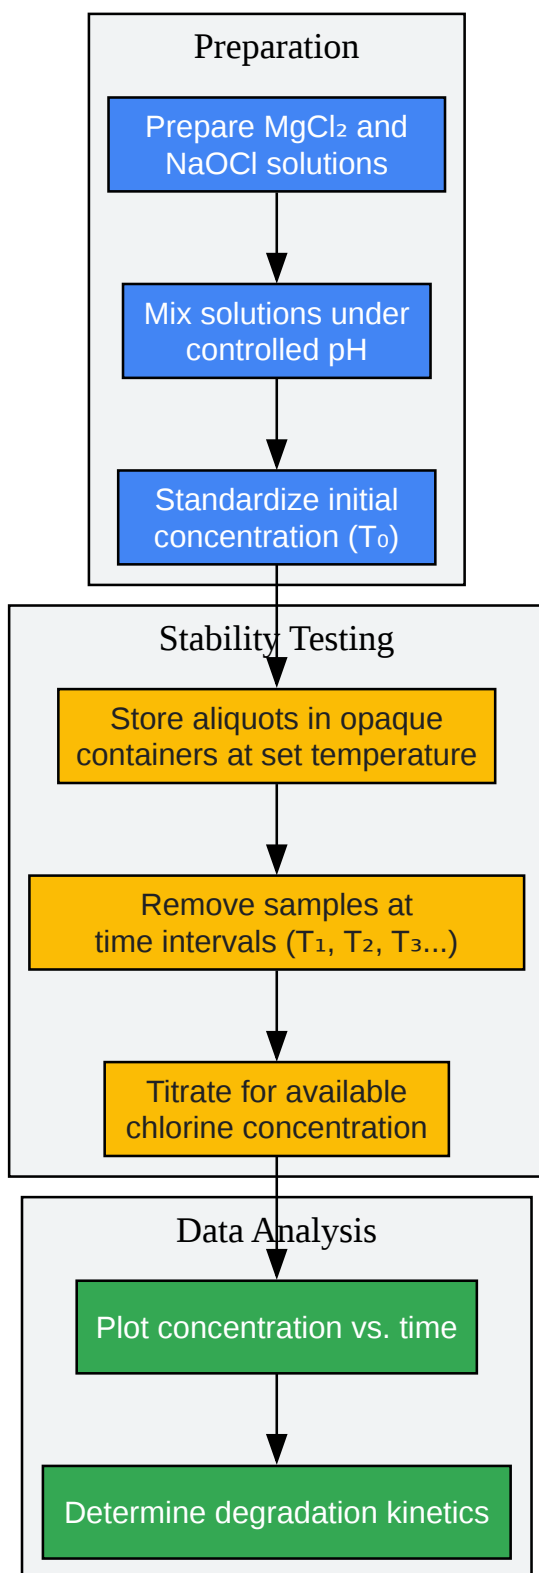 Preparation
Prepare MgCl₂ and
NaOCl solutions
Mix solutions under
controlled pH
Standardize initial
concentration (T₀)
Stability Testing
Store aliquots in opaque
containers at set temperature
Remove samples at
time intervals (T₁, T₂, T₃...)
Titrate for available
chlorine concentration
Data Analysis
Plot concentration vs. time
Determine degradation kinetics